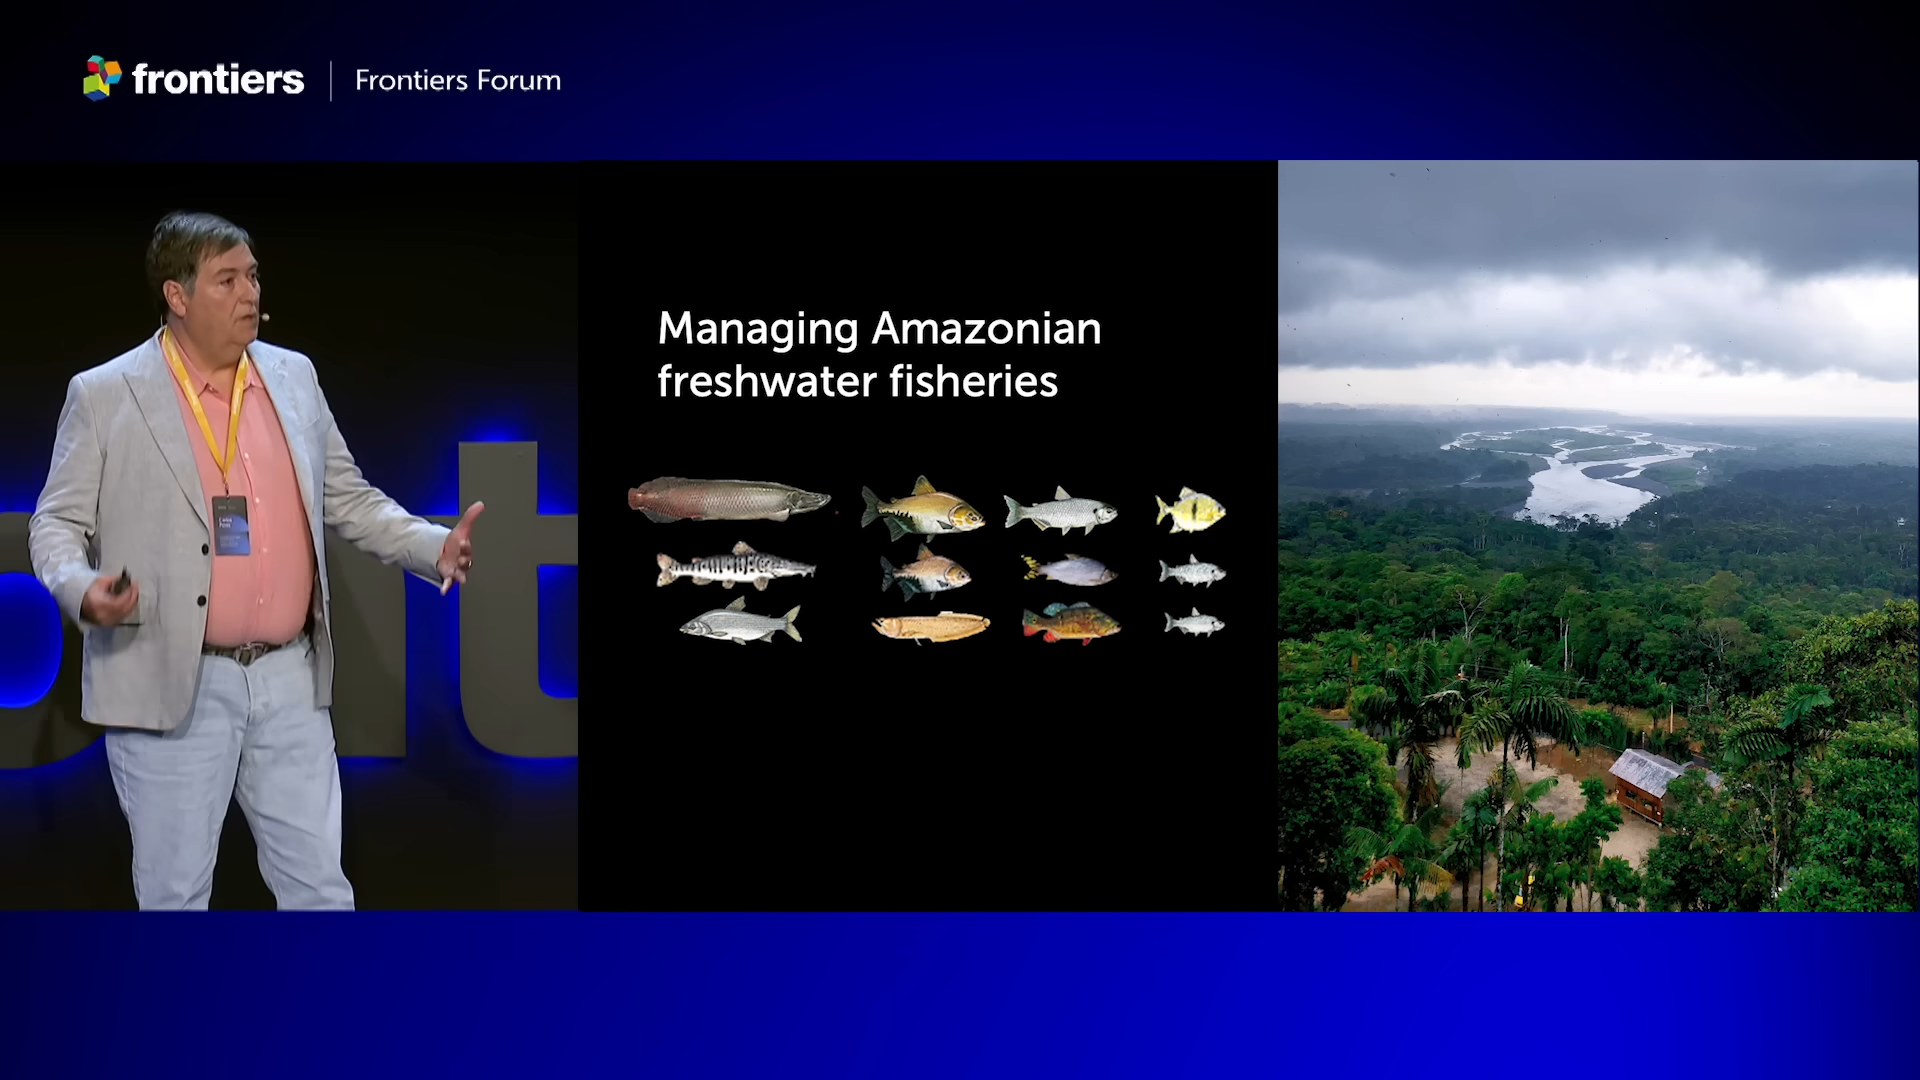 frontiers
Frontiers Forum
Managing Amazonian
freshwater fisheries